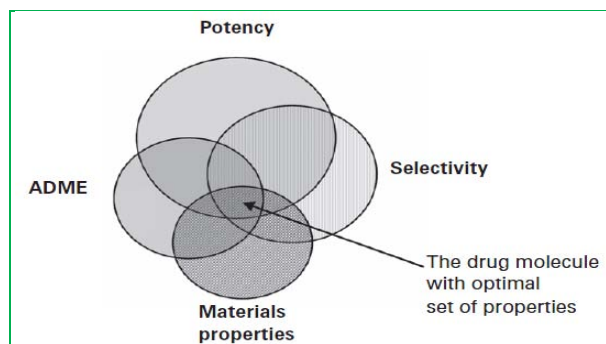 Potency
Selectivity
ADME
The drug molecule
with optimal
set of properties
Materials
properties